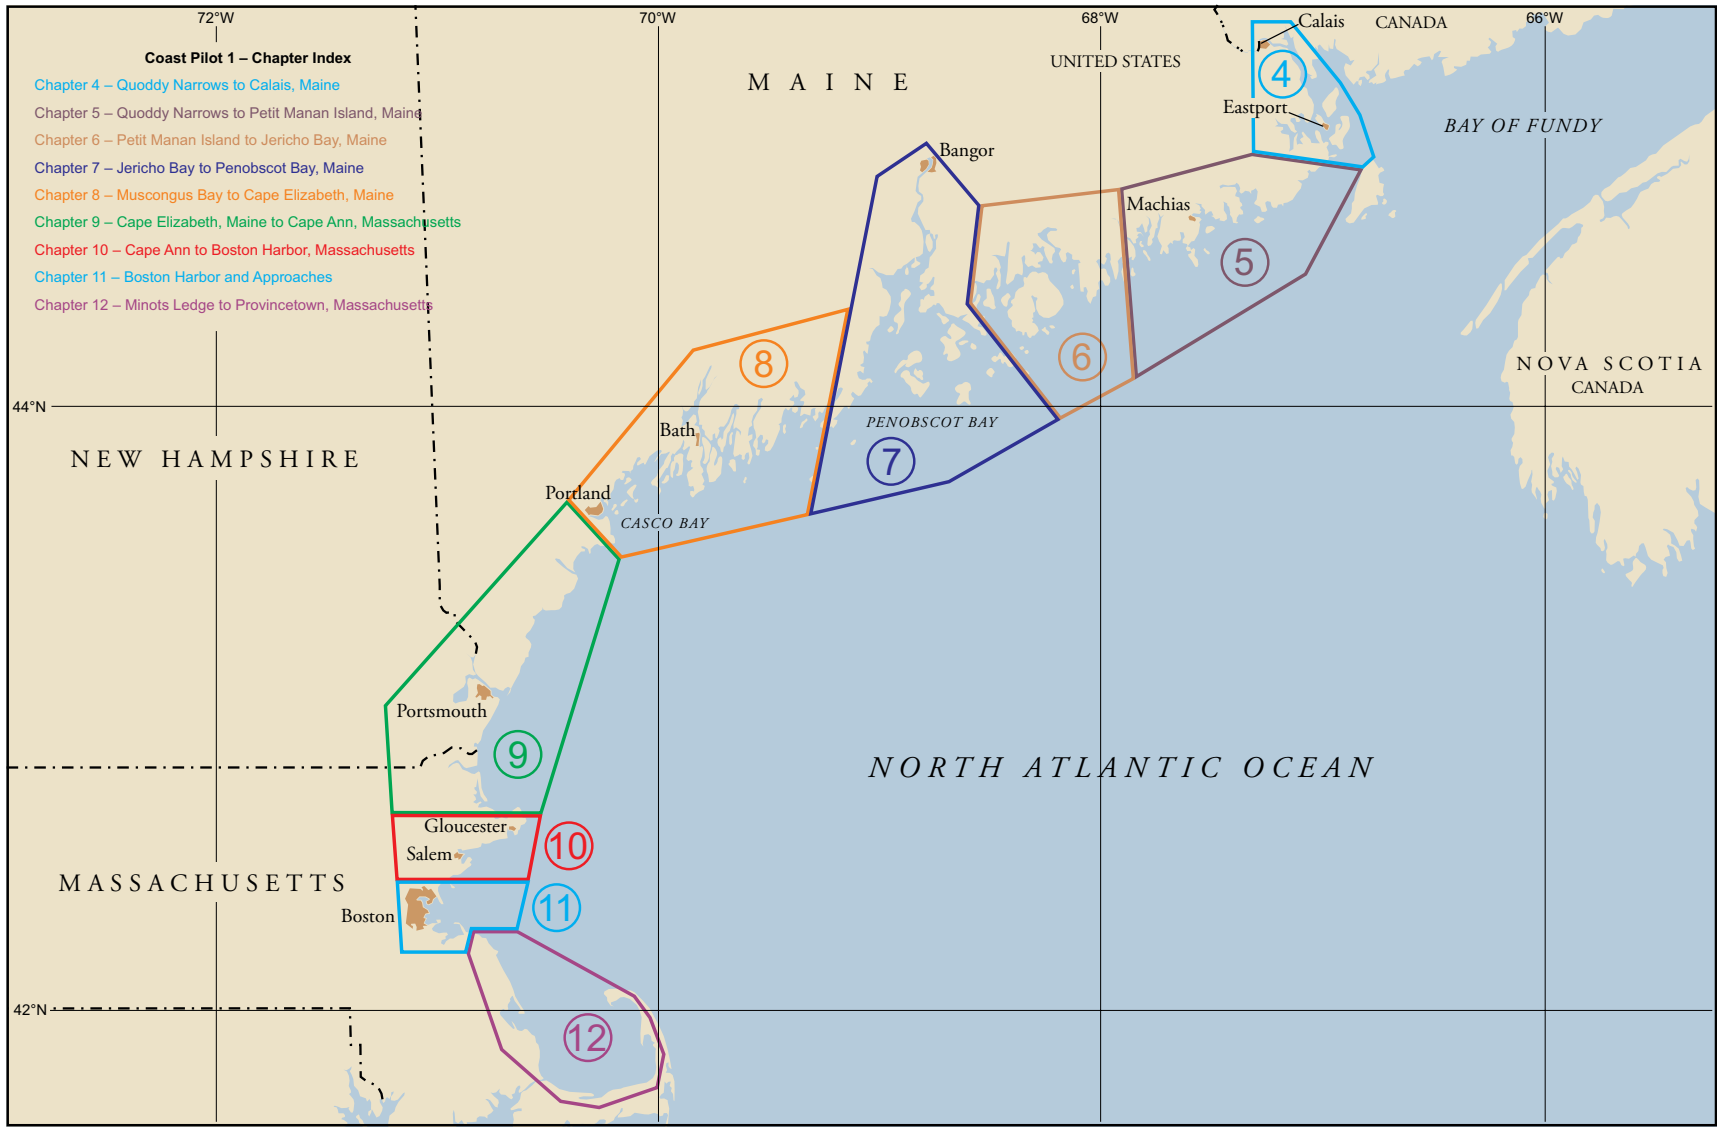 72°W
70°W
68°W
66°W
Coast Pilot 1 – Chapter Index
Chapter 4 – Quoddy Narrows to Calais, Maine
Chapter 5 – Quoddy Narrows to Petit Manan Island, Maine
Chapter 6 – Petit Manan Island to Jericho Bay, Maine
Chapter 7 – Jericho Bay to Penobscot Bay, Maine
Chapter 8 – Muscongus Bay to Cape Elizabeth, Maine
Chapter 9 – Cape Elizabeth, Maine to Cape Ann, Massachusetts
Chapter 10 – Cape Ann to Boston Harbor, Massachusetts
Chapter 11 – Boston Harbor and Approaches
Chapter 12 – Minots Ledge to Provincetown, Massachusetts
Calais
CANADA
UNITED STATES
MAINE
4
Eastport
BAY OF FUNDY
Bangor
Machias
5
6
8
NOVA SCOTIA
CANADA
44°N
PENOBSCOT BAY
Bath
7
NEW HAMPSHIRE
Portland
CASCO BAY
Portsmouth
9
NORTH ATLANTIC OCEAN
Gloucester
10
Salem
MASSACHUSETTS
Boston
11
42°N
12